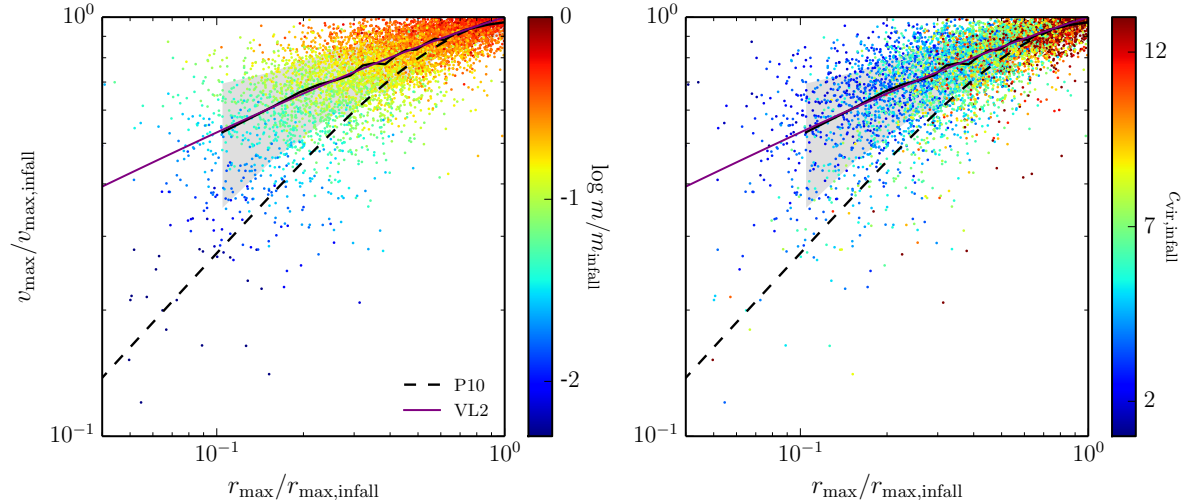 10^0
10^-1
v_max/v_max,infall
10^-1
10^0
r_max/r_max,infall
P10
VL2
0
-1
-2
log m/m_infall
10^0
10^-1
10^-1
10^0
r_max/r_max,infall
12
7
2
c_vir,infall